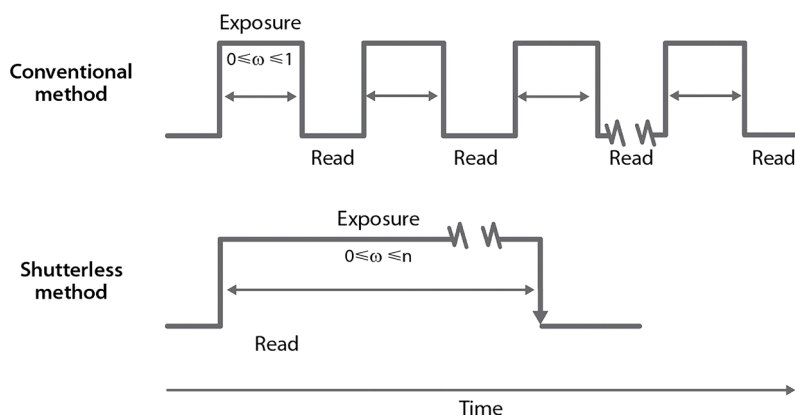 Exposure
0≤ω≤1
Conventional
method
Read
Read
Read
Read
Exposure
0≤ω≤n
Shutterless
method
Read
Time